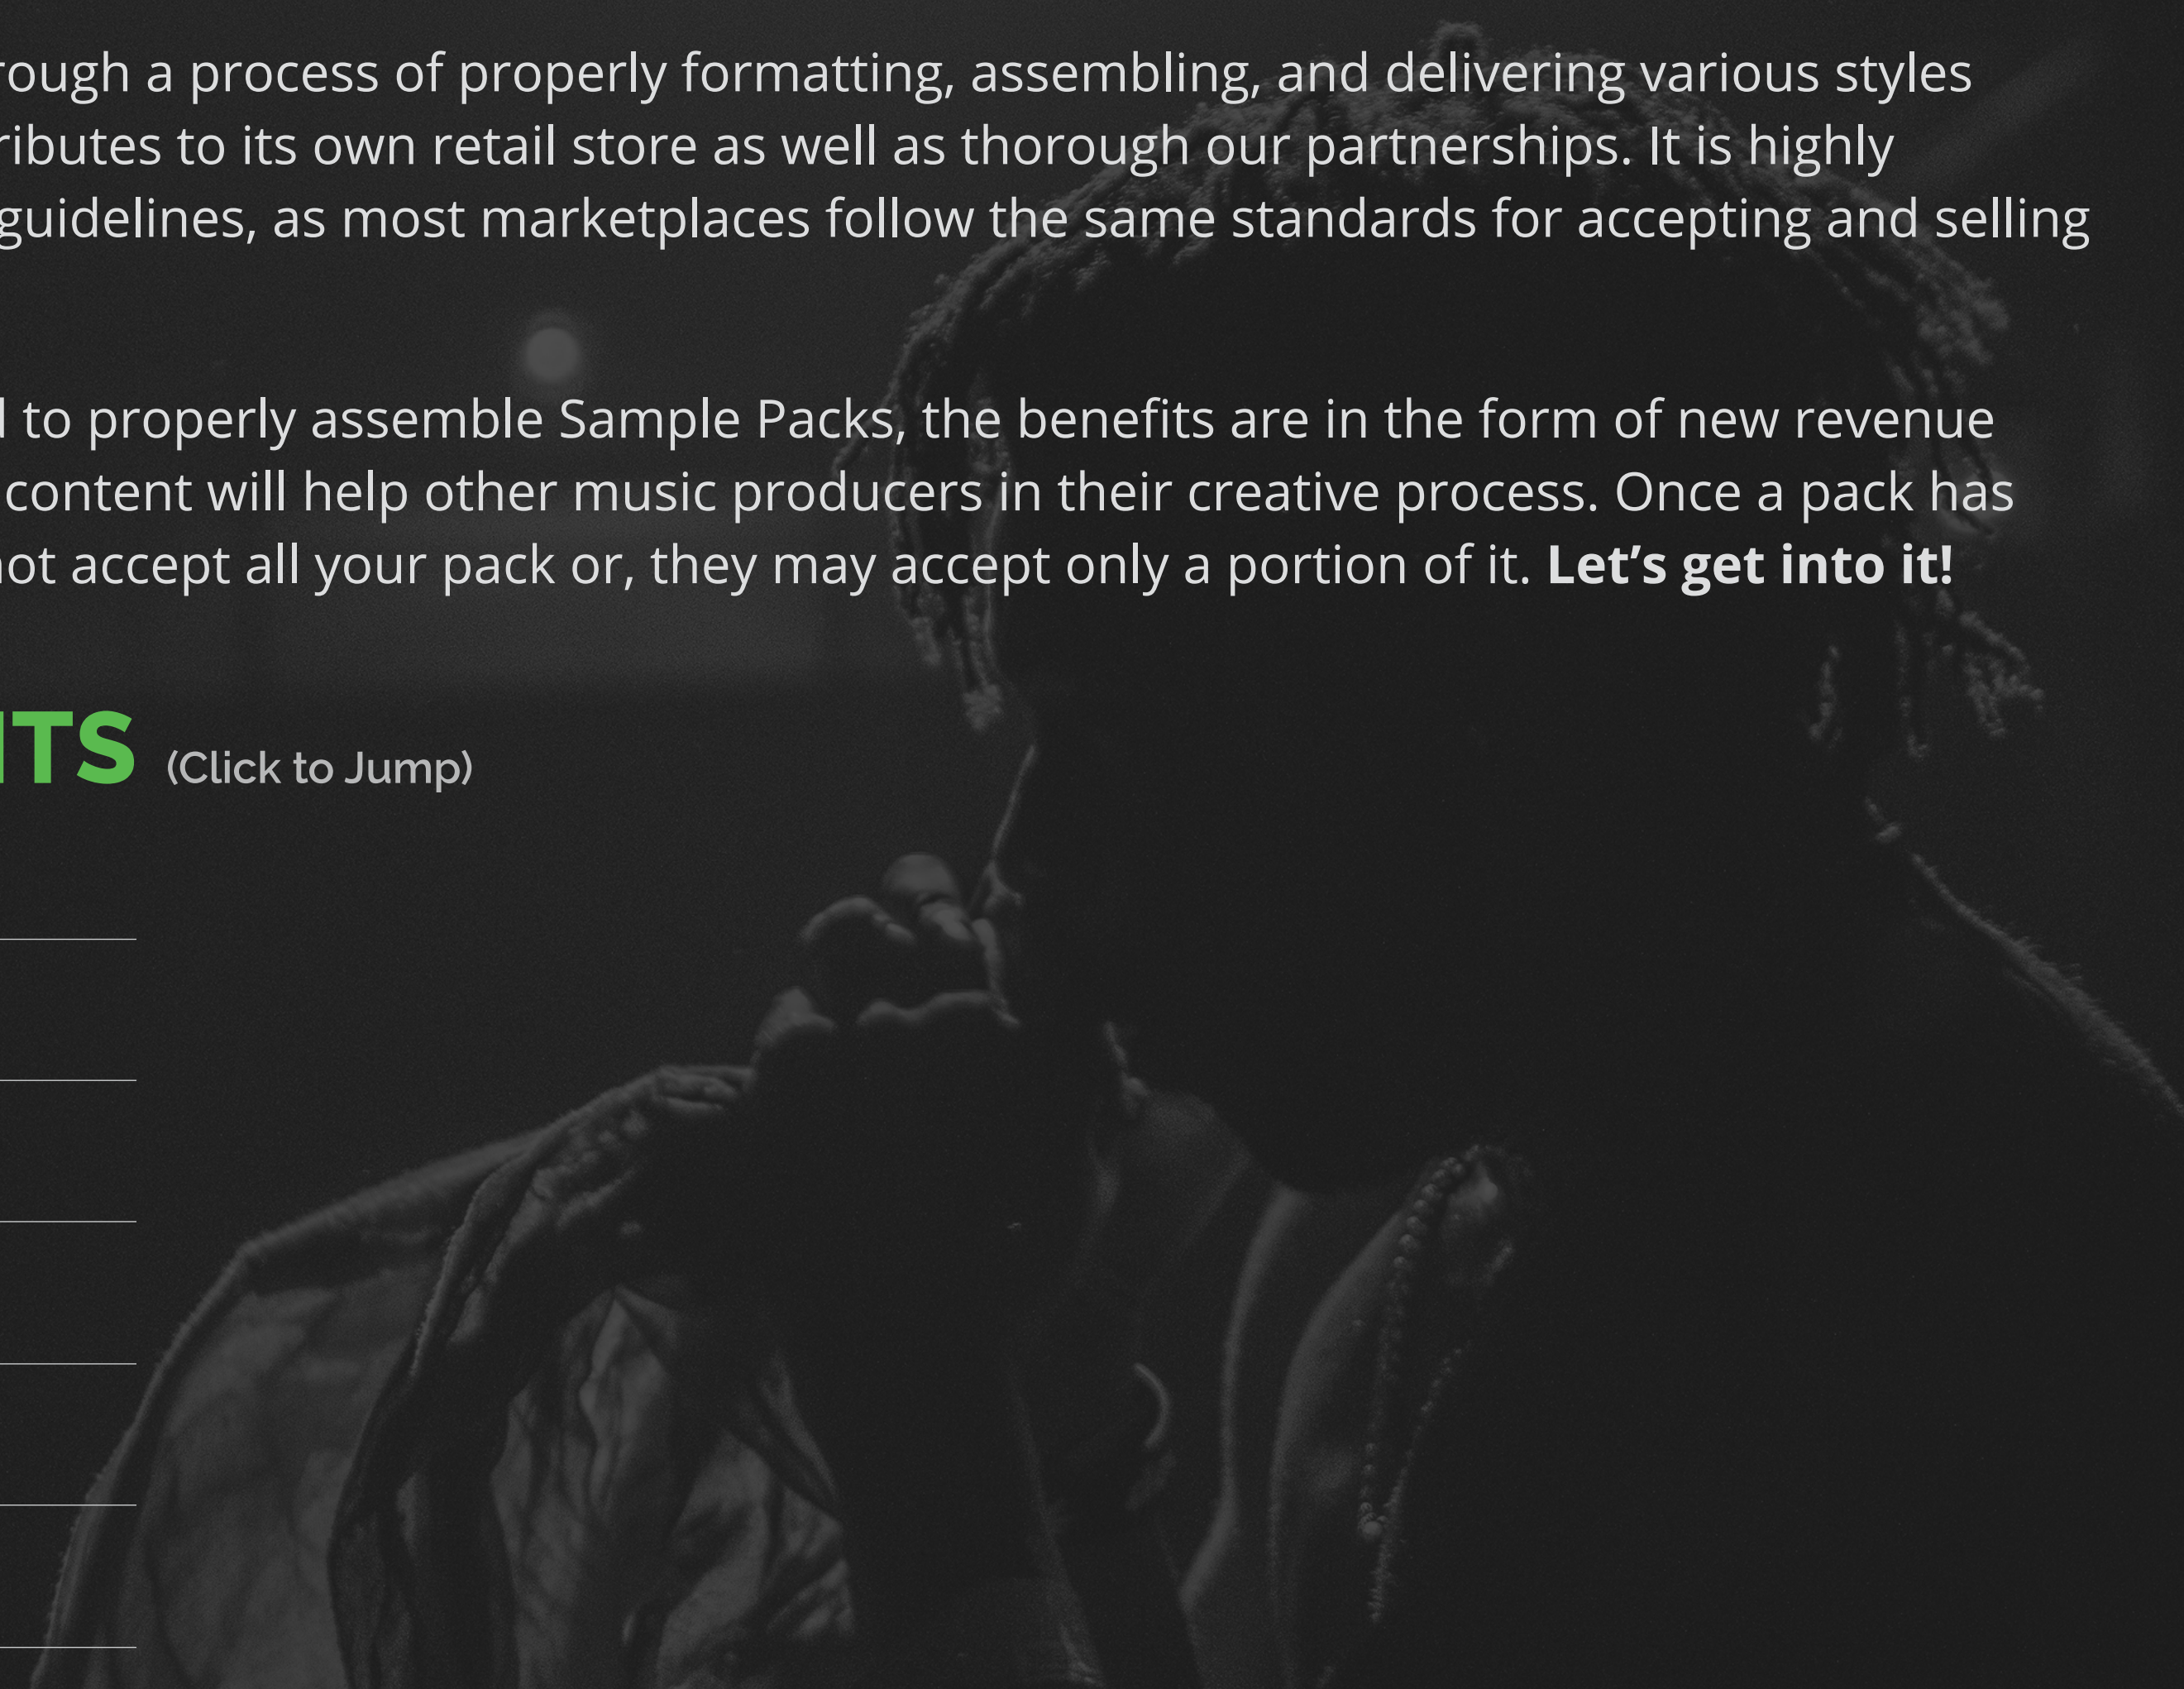 rough a process of properly formatting, assembling, and delivering various styles
ributes to its own retail store as well as thorough our partnerships. It is highly
guidelines, as most marketplaces follow the same standards for accepting and selling
to properly assemble Sample Packs, the benefits are in the form of new revenue
content will help other music producers in their creative process. Once a pack has
not accept all your pack or, they may accept only a portion of it. Let’s get into it!
TS (Click to Jump)